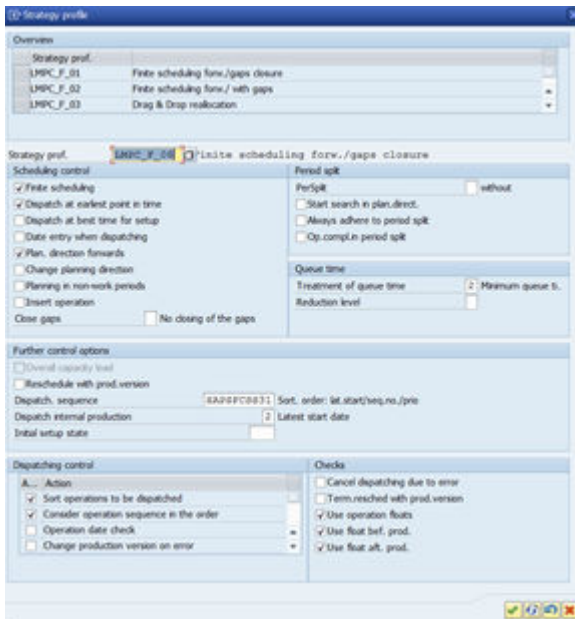 Strategy profile
Overview
Strategy prof.
LMPC_F_01 Finite scheduling forw./gaps closure
LMPC_F_02 Finite scheduling forw./ with gaps
LMPC_F_03 Drag & Drop reallocation
Strategy prof. inite scheduling forw./gaps closure
Scheduling control
Finite scheduling
Dispatch at earliest point in time
Dispatch at best time for setup
Date entry when dispatching
Plan. direction forwards
Change planning direction
Planning in non-work periods
Insert operation
Close gaps No closing of the gaps
Period split
PerSplit without
Start search in plan.direct.
Always adhere to period split
Op.compl.in period split
Queue time
Treatment of queue time 2 Minimum queue ti.
Reduction level
Further control options
Overall capacity load
Reschedule with prod.version
Dispatch. sequence Sort. order: lat.start/seq.no./prio
Dispatch internal production 2 Latest start date
Initial setup state
Dispatching control
A... Action
Sort operations to be dispatched
Consider operation sequence in the order
Operation date check
Change production version on error
Checks
Cancel dispatching due to error
Term.resched with prod.version
Use operation floats
Use float bef. prod.
Use float aft. prod.